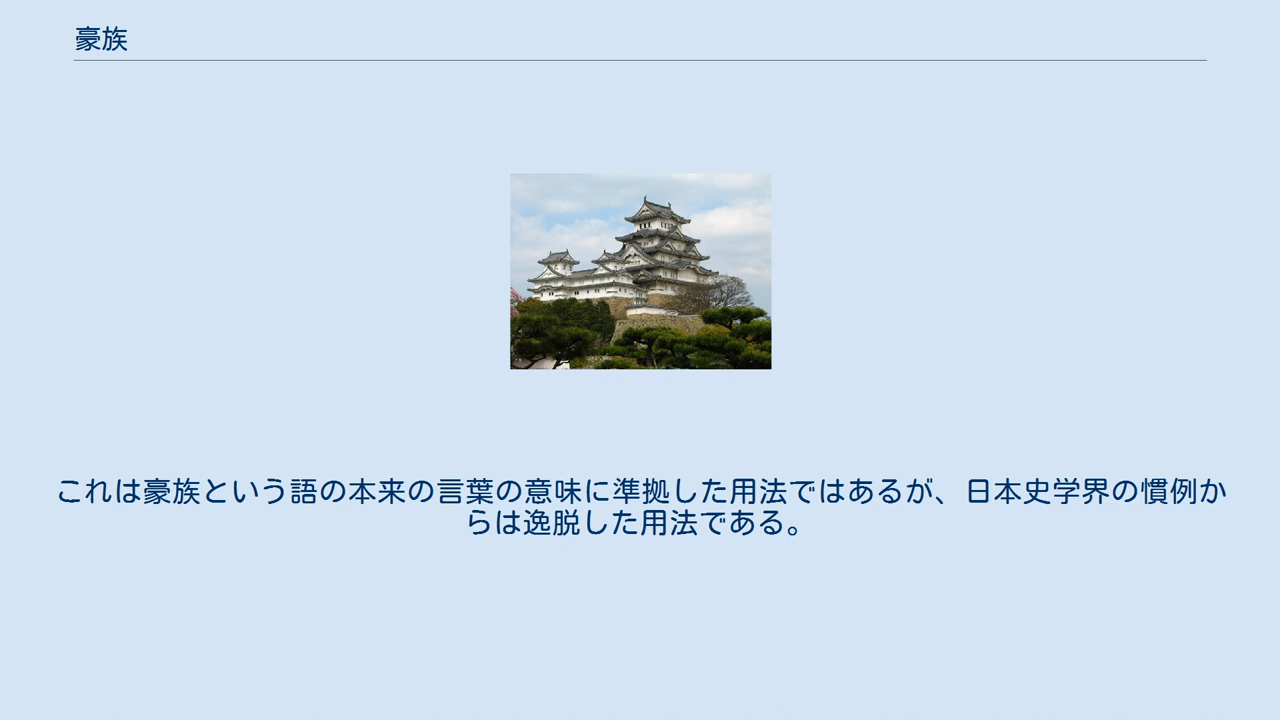 豪族
これは豪族という語の本来の言葉の意味に準拠した用法ではあるが、日本史学界の慣例か
らは逸脱した用法である。